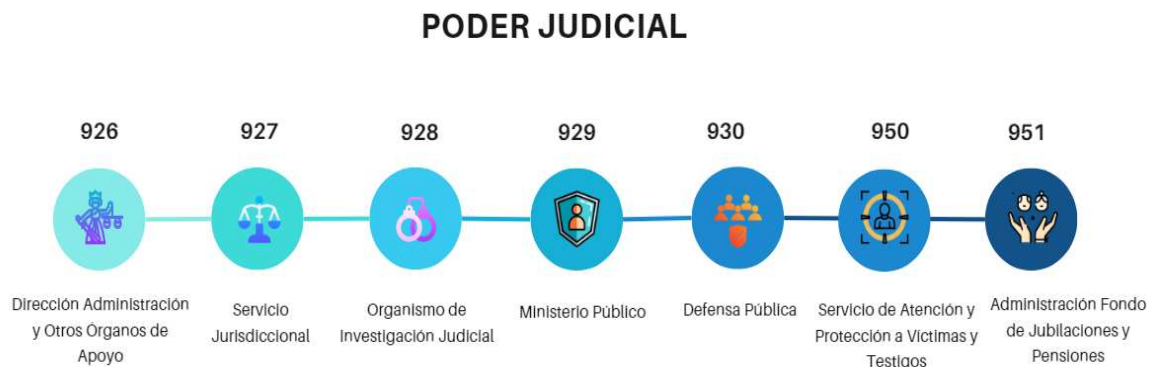 PODER JUDICIAL
926
927
928
929
930
950
951
Dirección Administración
y Otros Órganos de
Apoyo
Servicio
Jurisdiccional
Organismo de
Investigación Judicial
Ministerio Público
Defensa Pública
Servicio de Atención y
Protección a Víctimas y
Testigos
Administración Fondo
de Jubilaciones y
Pensiones